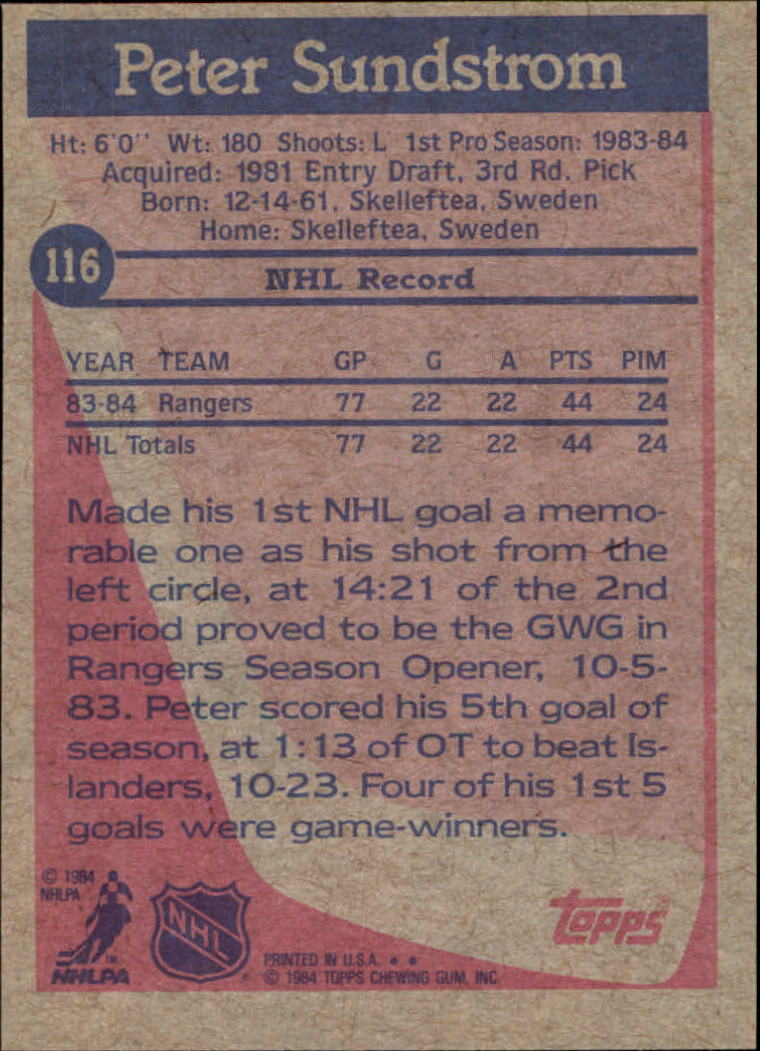 Peter Sundstrom
Ht: 6'0'' Wt: 180 Shoots: L 1st Pro Season: 1983-84
Acquired: 1981 Entry Draft, 3rd Rd. Pick
Born: 12-14-61, Skelleftea, Sweden
Home: Skelleftea, Sweden
116
NHL Record
YEAR TEAM GP G A PTS PIM
83-84 Rangers 77 22 22 44 24
NHL Totals 77 22 22 44 24
Made his 1st NHL goal a memo-
rable one as his shot from the
left circle, at 14:21 of the 2nd
period proved to be the GWG in
Rangers Season Opener, 10-5-
83. Peter scored his 5th goal of
season, at 1:13 of OT to beat Is-
landers, 10-23. Four of his 1st 5
goals were game-winners.
© 1984
NHLPA
TM
NHLPA
NHL
topps
PRINTED IN U.S.A. * *
© 1984 TOPPS CHEWING GUM, INC.